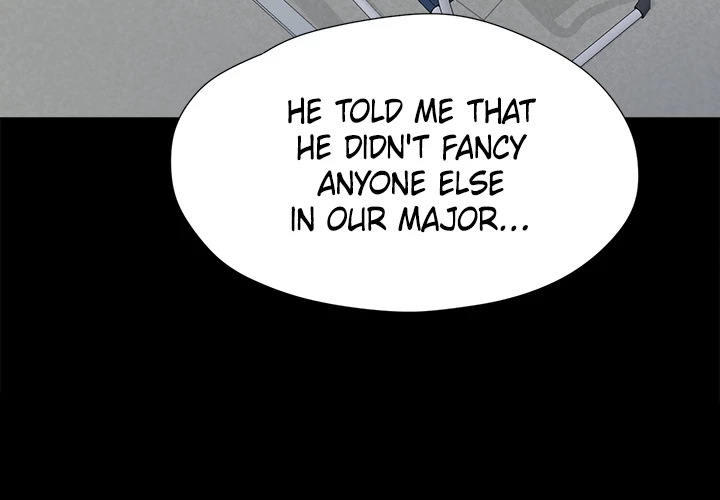 HE TOLD ME THAT
HE DIDN'T FANCY
ANYONE ELSE
IN OUR MAJOR...